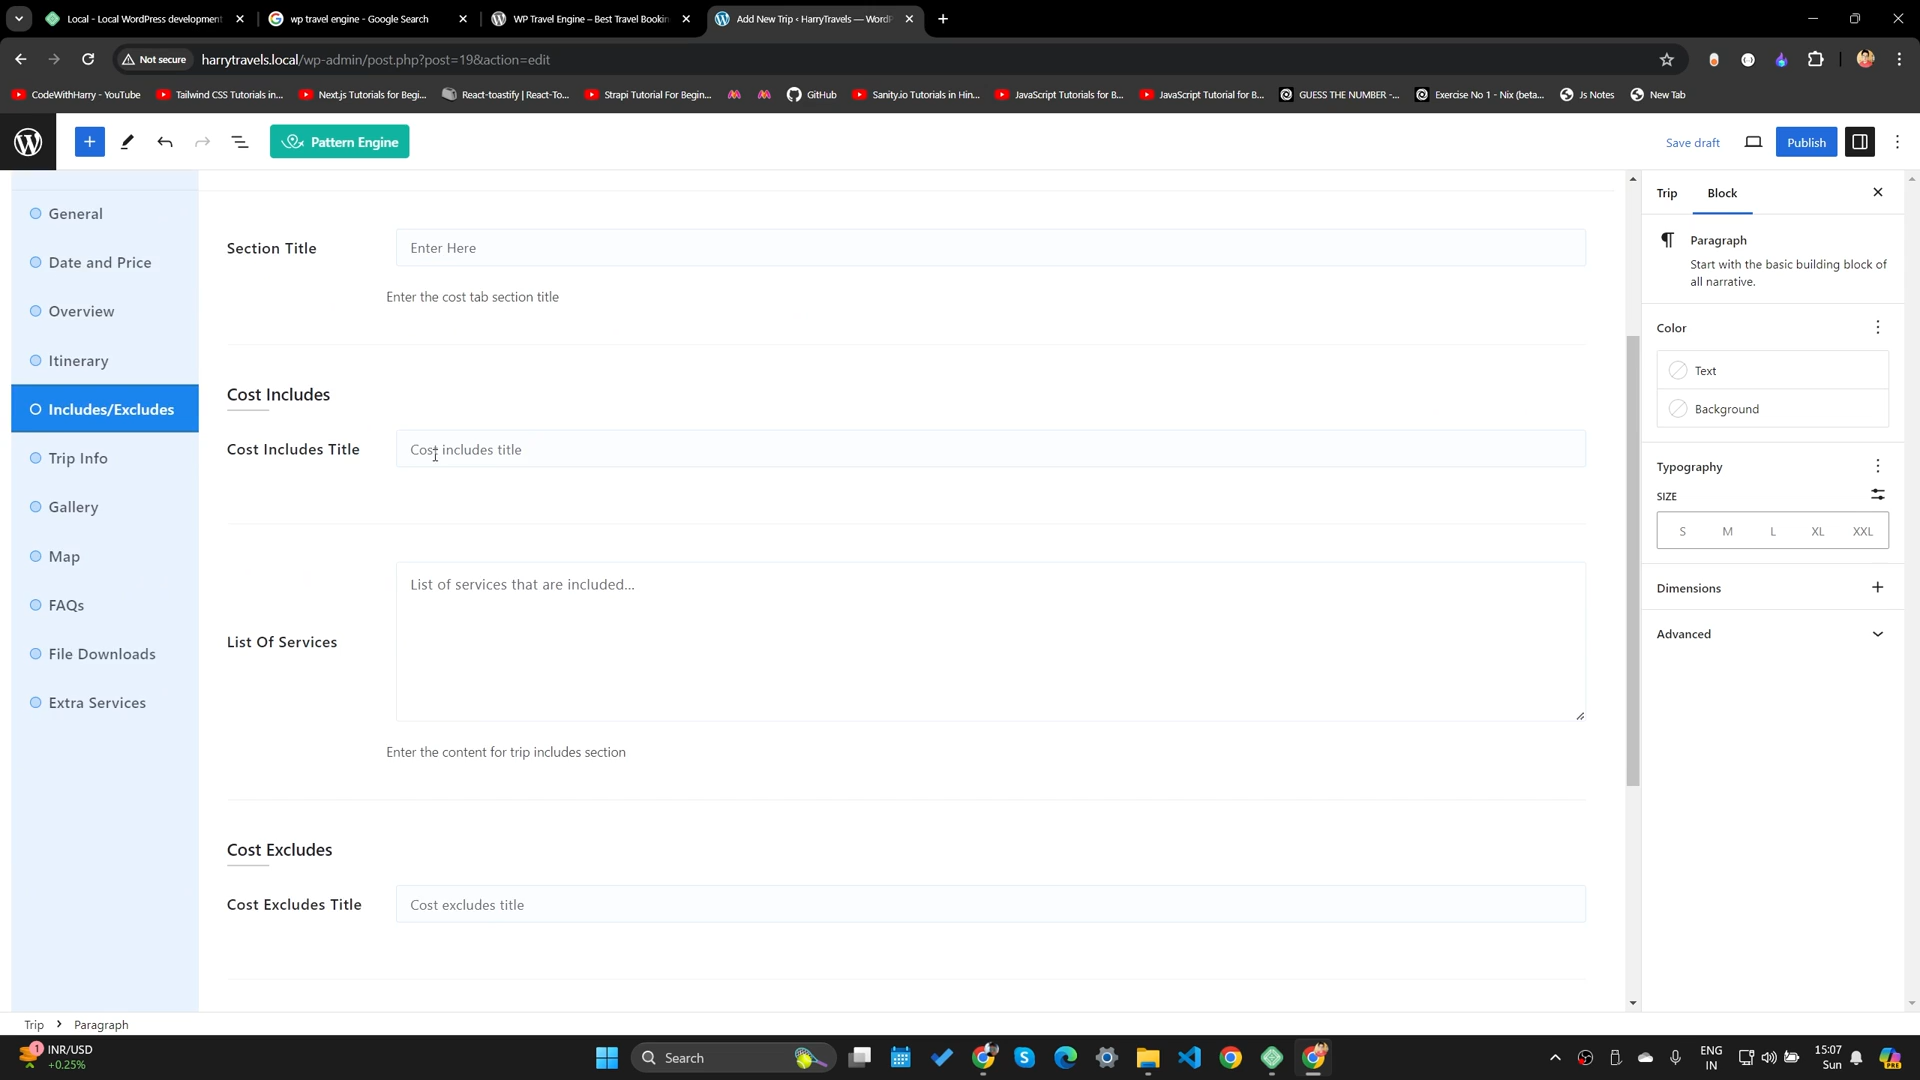 Local - Local WordPress development
wp travel engine - Google Search
WP Travel Engine – Best Travel Bookin
Add New Trip ‹ HarryTravels — WordP
Not secure
harrytravels.local/wp-admin/post.php?post=19&action=edit
CodeWithHarry - YouTube
Tailwind CSS Tutorials in...
Next.js Tutorials for Begi...
React-toastify | React-To...
Strapi Tutorial For Begin...
GitHub
Sanity.io Tutorials in Hin...
JavaScript Tutorials for B...
JavaScript Tutorial for B...
GUESS THE NUMBER -...
Exercise No 1 - Nix (beta...
Js Notes
New Tab
Pattern Engine
Save draft
Publish
General
Date and Price
Overview
Itinerary
Includes/Excludes
Trip Info
Gallery
Map
FAQs
File Downloads
Extra Services
Section Title
Enter Here
Enter the cost tab section title
Cost Includes
Cost Includes Title
Cost includes title
List Of Services
List of services that are included...
Enter the content for trip includes section
Cost Excludes
Cost Excludes Title
Cost excludes title
Trip
Block
Paragraph
Start with the basic building block of
all narrative.
Color
Text
Background
Typography
SIZE
S
M
L
XL
XXL
Dimensions
Advanced
Trip
Paragraph
1
INR/USD
+0.25%
Search
ENG
IN
15:07
Sun
PRE